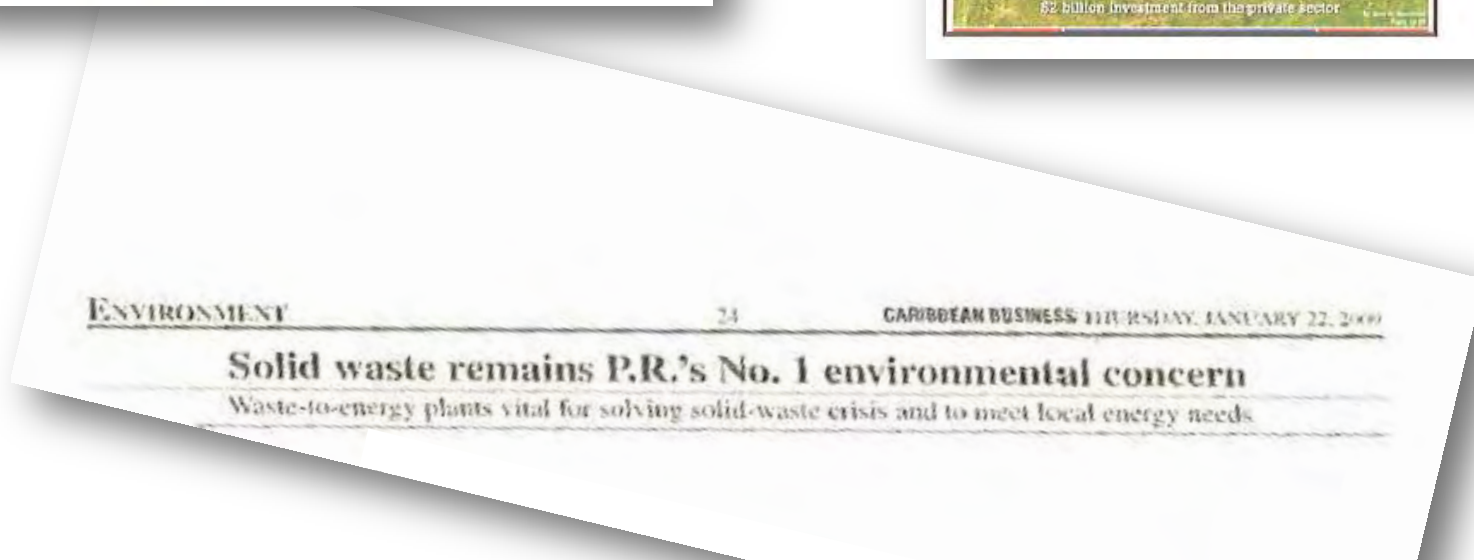 $2 billion investment from the private sector
ENVIRONMENT 24 CARIBBEAN BUSINESS THURSDAY, JANUARY 22, 2009
Solid waste remains P.R.'s No. 1 environmental concern
Waste-to-energy plants vital for solving solid-waste crisis and to meet local energy needs